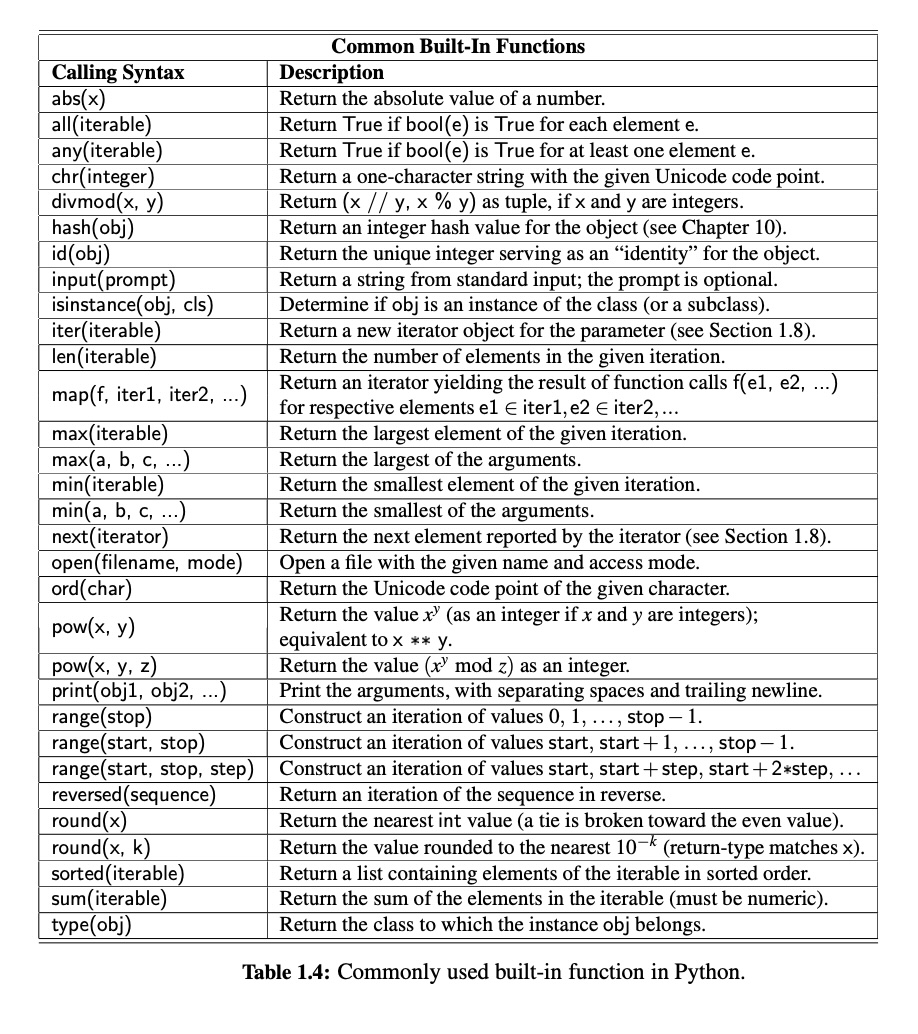 Common Built-In Functions
Calling Syntax Description
abs(x) Return the absolute value of a number.
all(iterable) Return True if bool(e) is True for each element e.
any(iterable) Return True if bool(e) is True for at least one element e.
chr(integer) Return a one-character string with the given Unicode code point.
divmod(x, y) Return (x // y, x % y) as tuple, if x and y are integers.
hash(obj) Return an integer hash value for the object (see Chapter 10).
id(obj) Return the unique integer serving as an “identity” for the object.
input(prompt) Return a string from standard input; the prompt is optional.
isinstance(obj, cls) Determine if obj is an instance of the class (or a subclass).
iter(iterable) Return a new iterator object for the parameter (see Section 1.8).
len(iterable) Return the number of elements in the given iteration.
map(f, iter1, iter2, ...) Return an iterator yielding the result of function calls f(e1, e2, ...)
for respective elements e1 ∈ iter1, e2 ∈ iter2, ...
max(iterable) Return the largest element of the given iteration.
max(a, b, c, ...) Return the largest of the arguments.
min(iterable) Return the smallest element of the given iteration.
min(a, b, c, ...) Return the smallest of the arguments.
next(iterator) Return the next element reported by the iterator (see Section 1.8).
open(filename, mode) Open a file with the given name and access mode.
ord(char) Return the Unicode code point of the given character.
pow(x, y) Return the value x^y (as an integer if x and y are integers);
equivalent to x ** y.
pow(x, y, z) Return the value (x^y mod z) as an integer.
print(obj1, obj2, ...) Print the arguments, with separating spaces and trailing newline.
range(stop) Construct an iteration of values 0, 1, ..., stop − 1.
range(start, stop) Construct an iteration of values start, start + 1, ..., stop − 1.
range(start, stop, step) Construct an iteration of values start, start + step, start + 2*step, ...
reversed(sequence) Return an iteration of the sequence in reverse.
round(x) Return the nearest int value (a tie is broken toward the even value).
round(x, k) Return the value rounded to the nearest 10^−k (return-type matches x).
sorted(iterable) Return a list containing elements of the iterable in sorted order.
sum(iterable) Return the sum of the elements in the iterable (must be numeric).
type(obj) Return the class to which the instance obj belongs.
Table 1.4: Commonly used built-in function in Python.